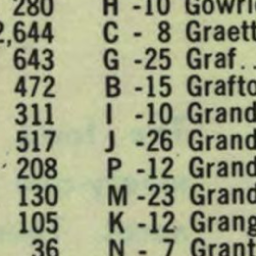 280 H -10 Gowri
2,644 C - 8 Graett
643 G -25 Graf..
472 B -15 Grafto
311 I -10 Grand
517 J -26 Grand
208 P -12 Grand
130 M -23 Grand
105 K -12 Grang
36 N - 7 Grant